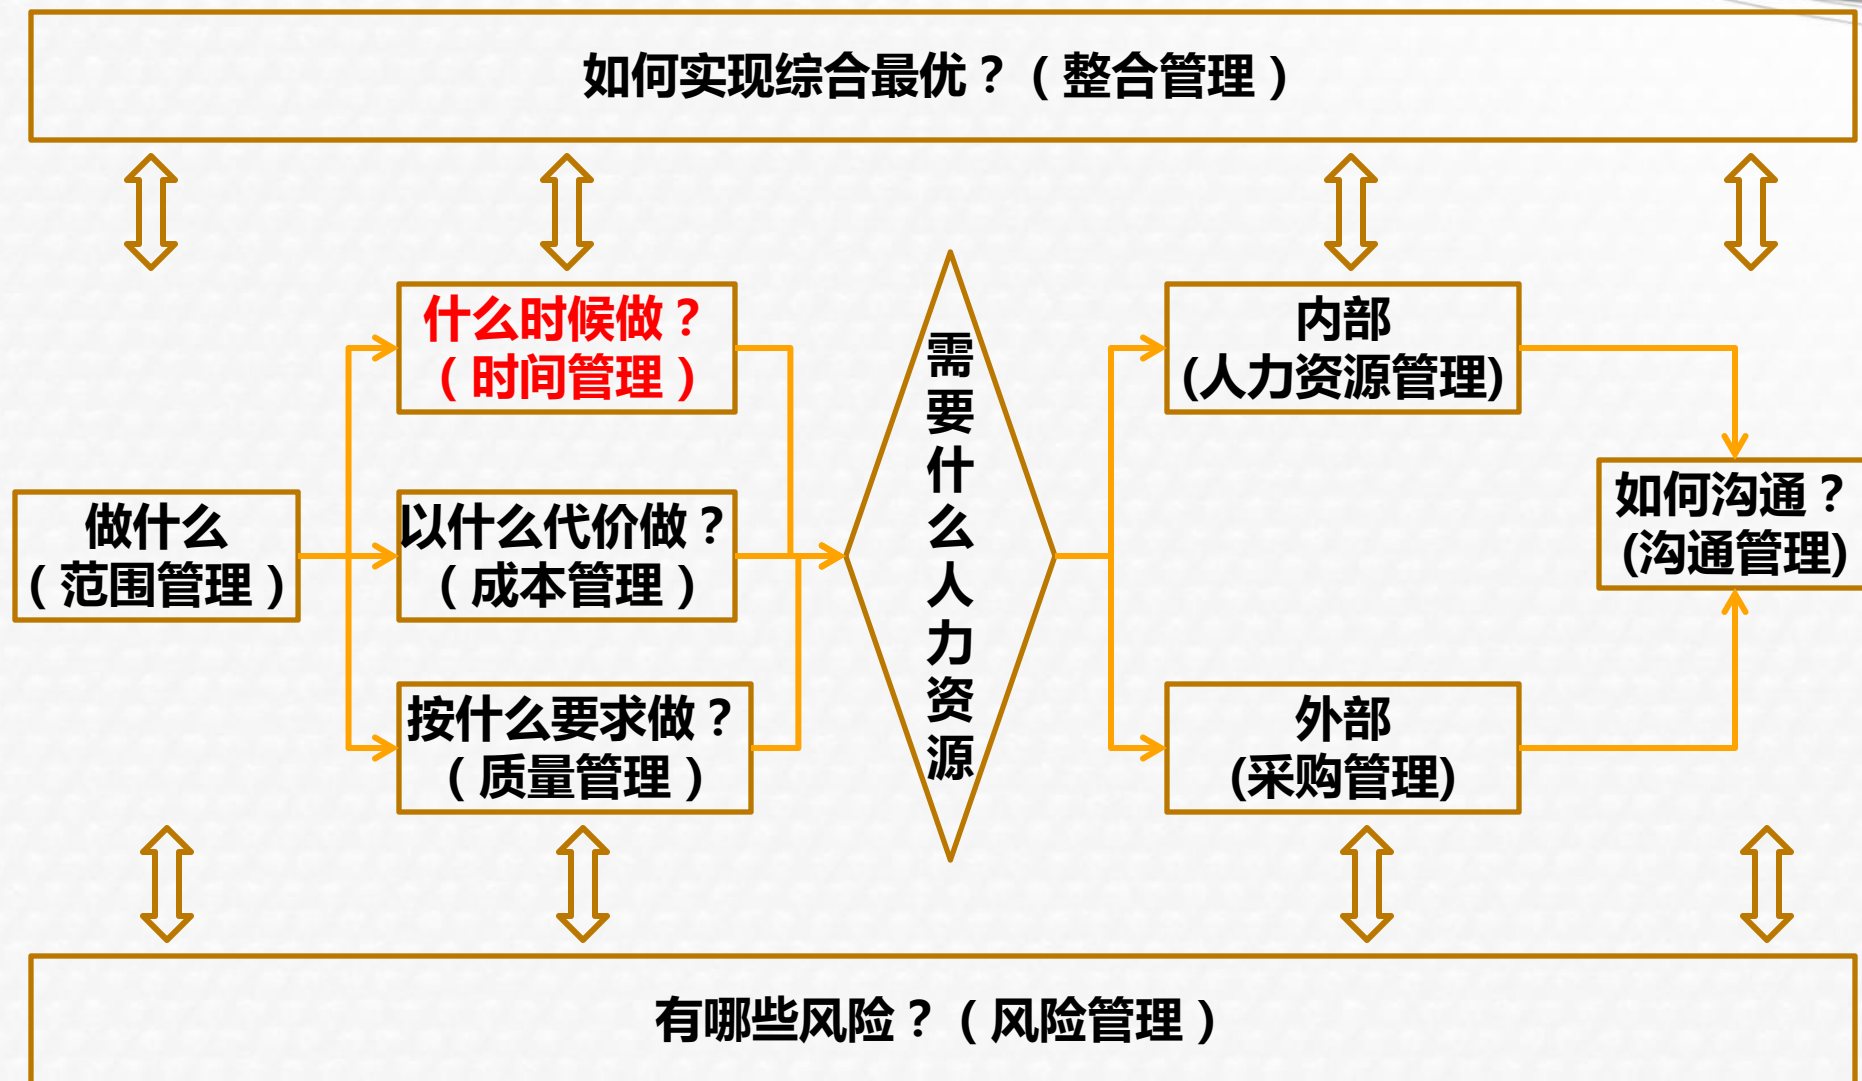 如何实现综合最优？（整合管理）
什么时候做？
（时间管理）
做什么
（范围管理）
以什么代价做？
（成本管理）
按什么要求做？
（质量管理）
需
要
什
么
人
力
资
源
内部
(人力资源管理)
外部
(采购管理)
如何沟通？
(沟通管理)
有哪些风险？（风险管理）